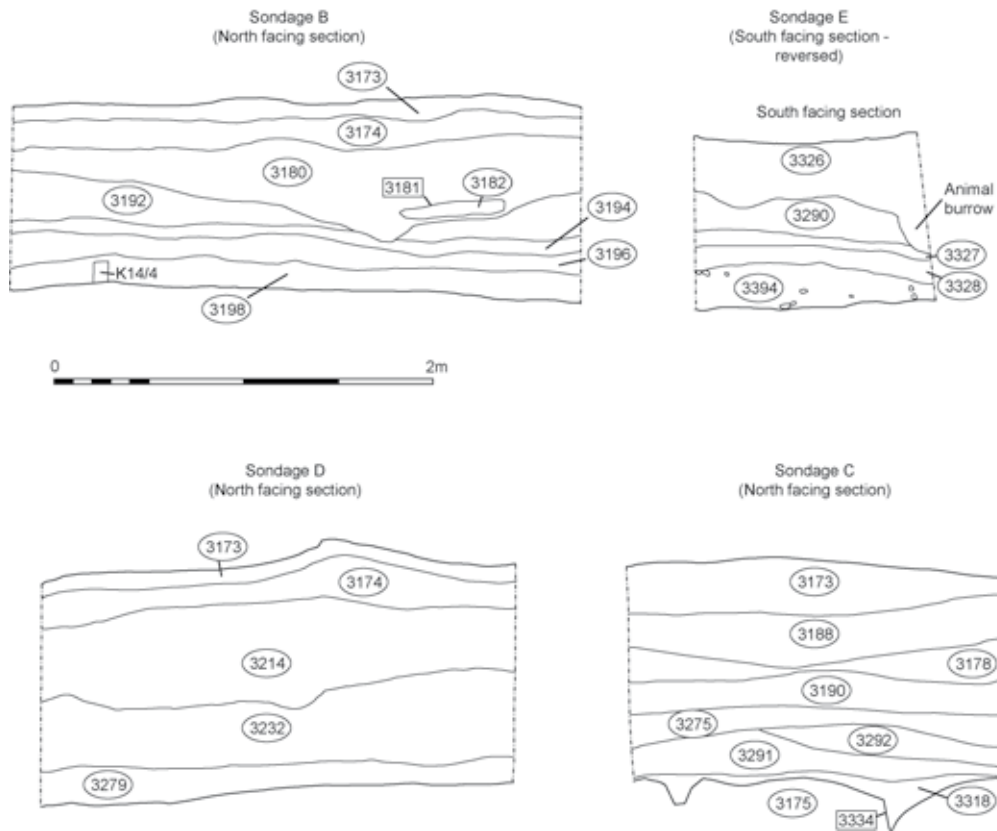 Sondage B
(North facing section)
3173
3174
3180
3181
3182
3192
3194
3196
K14/4
3198
Sondage E
(South facing section -
reversed)
South facing section
3326
Animal
burrow
3290
3327
3328
3394
0
2m
Sondage D
(North facing section)
3173
3174
3214
3232
3279
Sondage C
(North facing section)
3173
3188
3178
3190
3275
3292
3291
3175
3334
3318